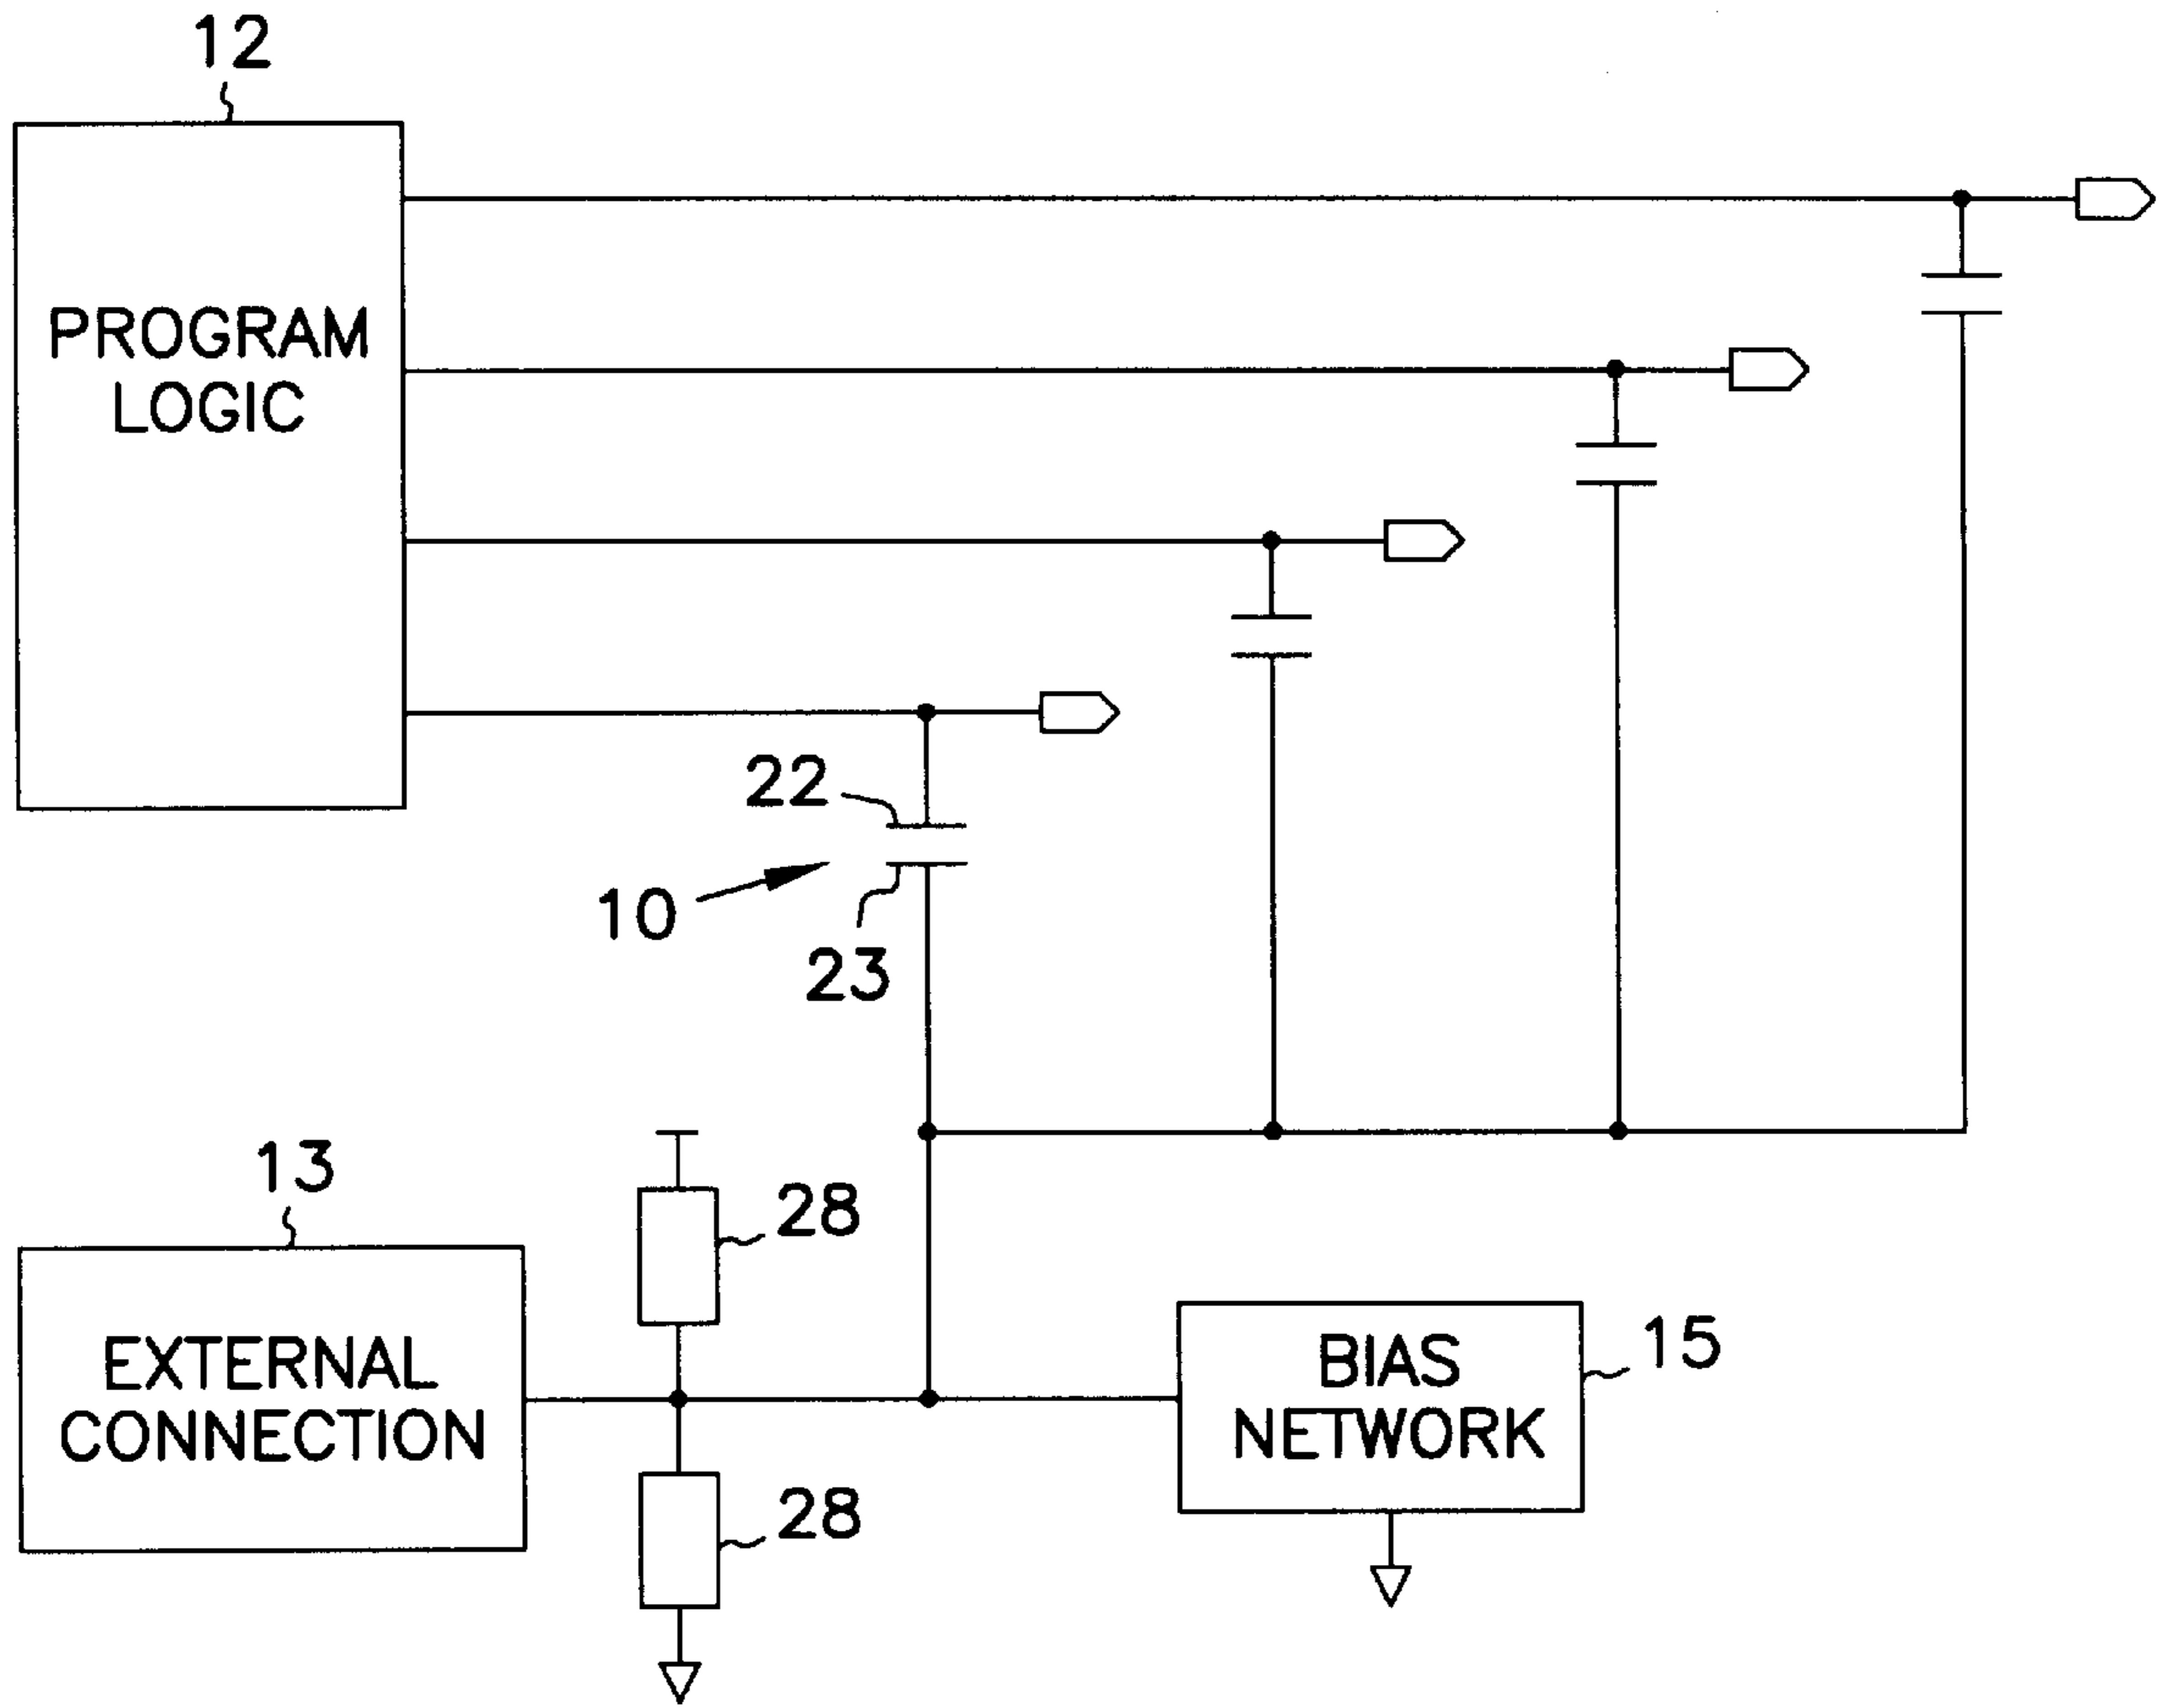 12
PROGRAM
LOGIC
22
10
23
13
28
EXTERNAL
CONNECTION
28
BIAS
NETWORK
15